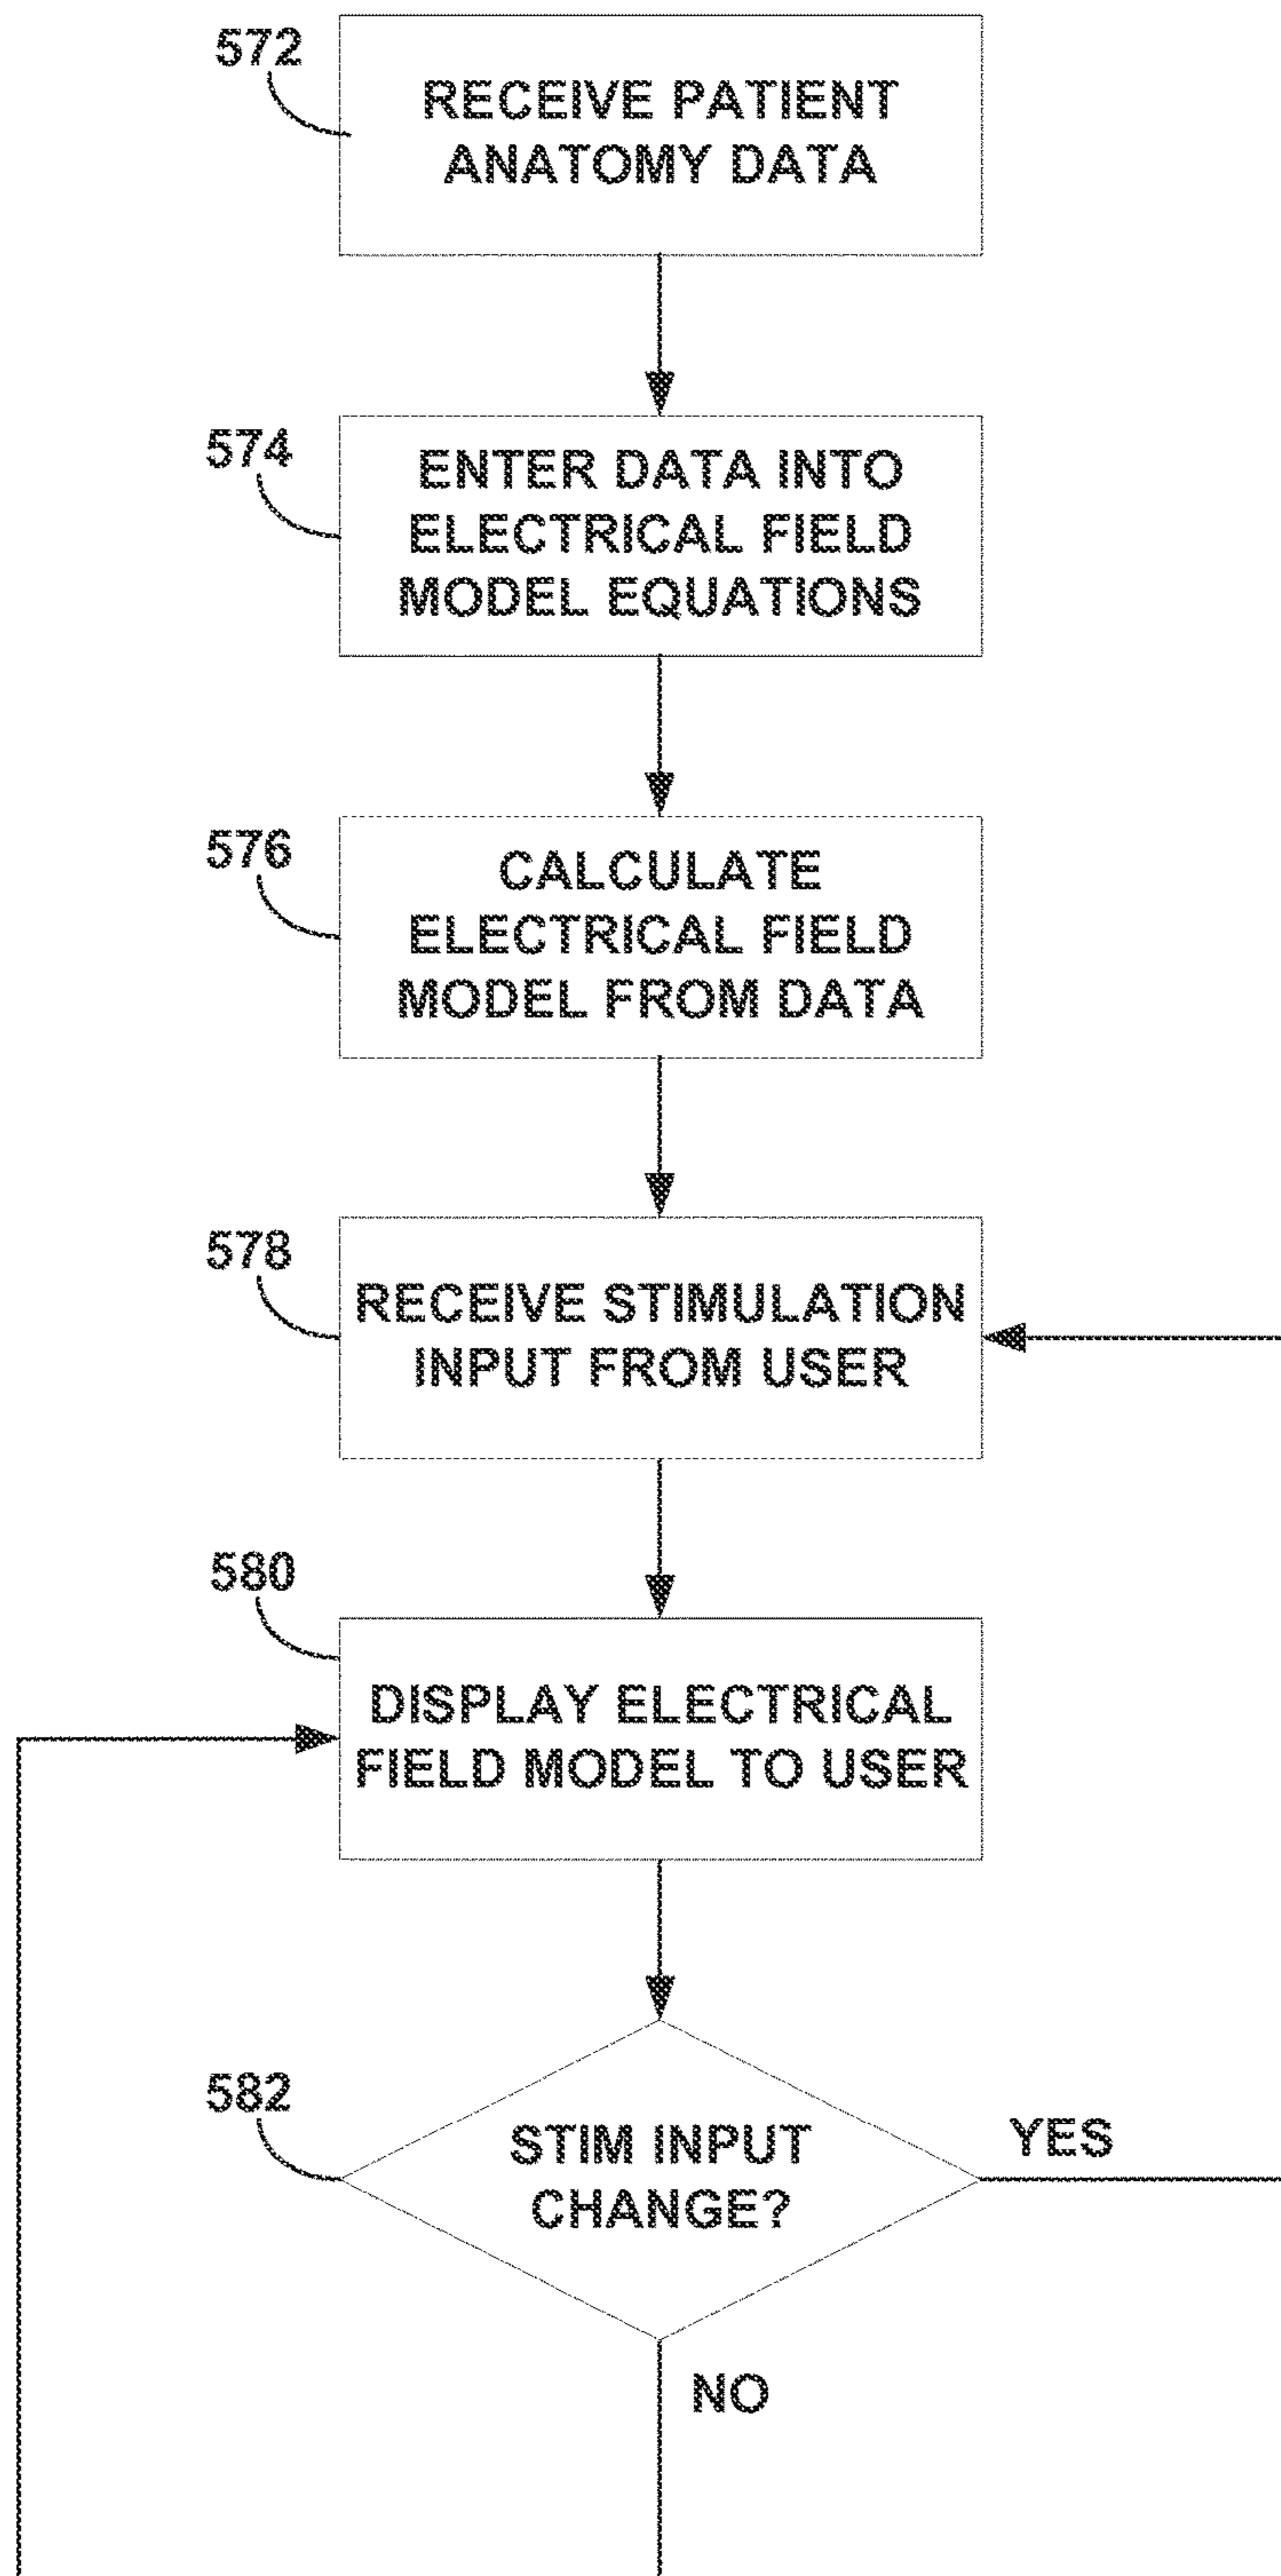 572
RECEIVE PATIENT
ANATOMY DATA
574
ENTER DATA INTO
ELECTRICAL FIELD
MODEL EQUATIONS
576
CALCULATE
ELECTRICAL FIELD
MODEL FROM DATA
578
RECEIVE STIMULATION
INPUT FROM USER
580
DISPLAY ELECTRICAL
FIELD MODEL TO USER
582
STIM INPUT
CHANGE?
YES
NO